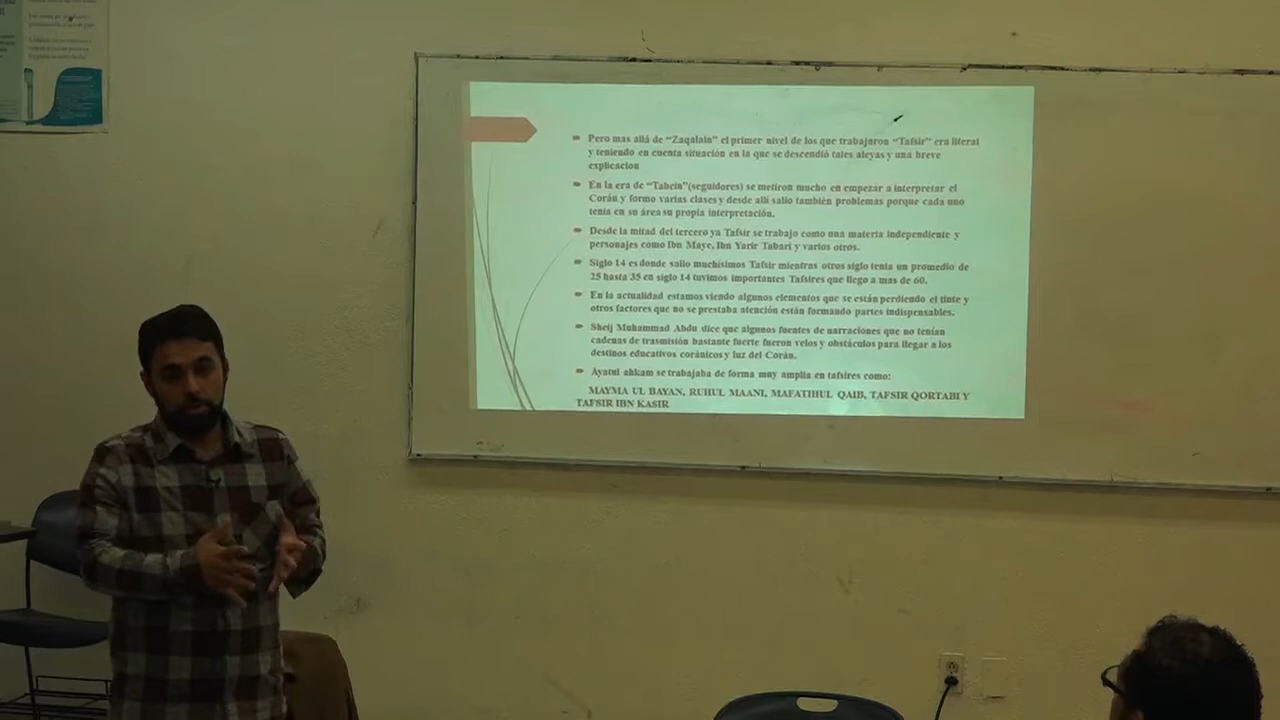 Pero mas allá de “Zaqalain” el primer nivel de los que trabajaron “Tafsir” era literal
y teniendo en cuenta situación en la que se descendió tales aleyas y una breve
explicacion
En la era de “Tabein”(seguidores) se metiron mucho en empezar a interpretar el
Corán y formo varias clases y desde allí salio también problemas porque cada uno
tenía en su área su propia interpretación.
Desde la mitad del tercero ya Tafsir se trabajo como una materia independiente y
personajes como Ibn Maye, Ibn Yarir Tabarí y varios otros.
Siglo 14 es donde salio muchísimos Tafsir mientras otros siglo tenía un promedio de
25 hasta 35 en siglo 14 tuvimos importantes Tafsires que llego a mas de 60.
En la actualidad estamos viendo algunos elementos que se están perdiendo el tinte y
otros factores que no se prestaba atención están formando partes indispensables.
Sheij Muhammad Abdu dice que algunos fuentes de narraciones que no tenían
cadenas de trasmisión bastante fuerte fueron velos y obstáculos para llegar a los
destinos educativos coránicos y luz del Corán.
Ayatul ahkam se trabajaba de forma muy amplia en tafsires como:
MAYMA UL BAYAN, RUHUL MAANI, MAFATIHUL QAIB, TAFSIR QORTABI Y
TAFSIR IBN KASIR